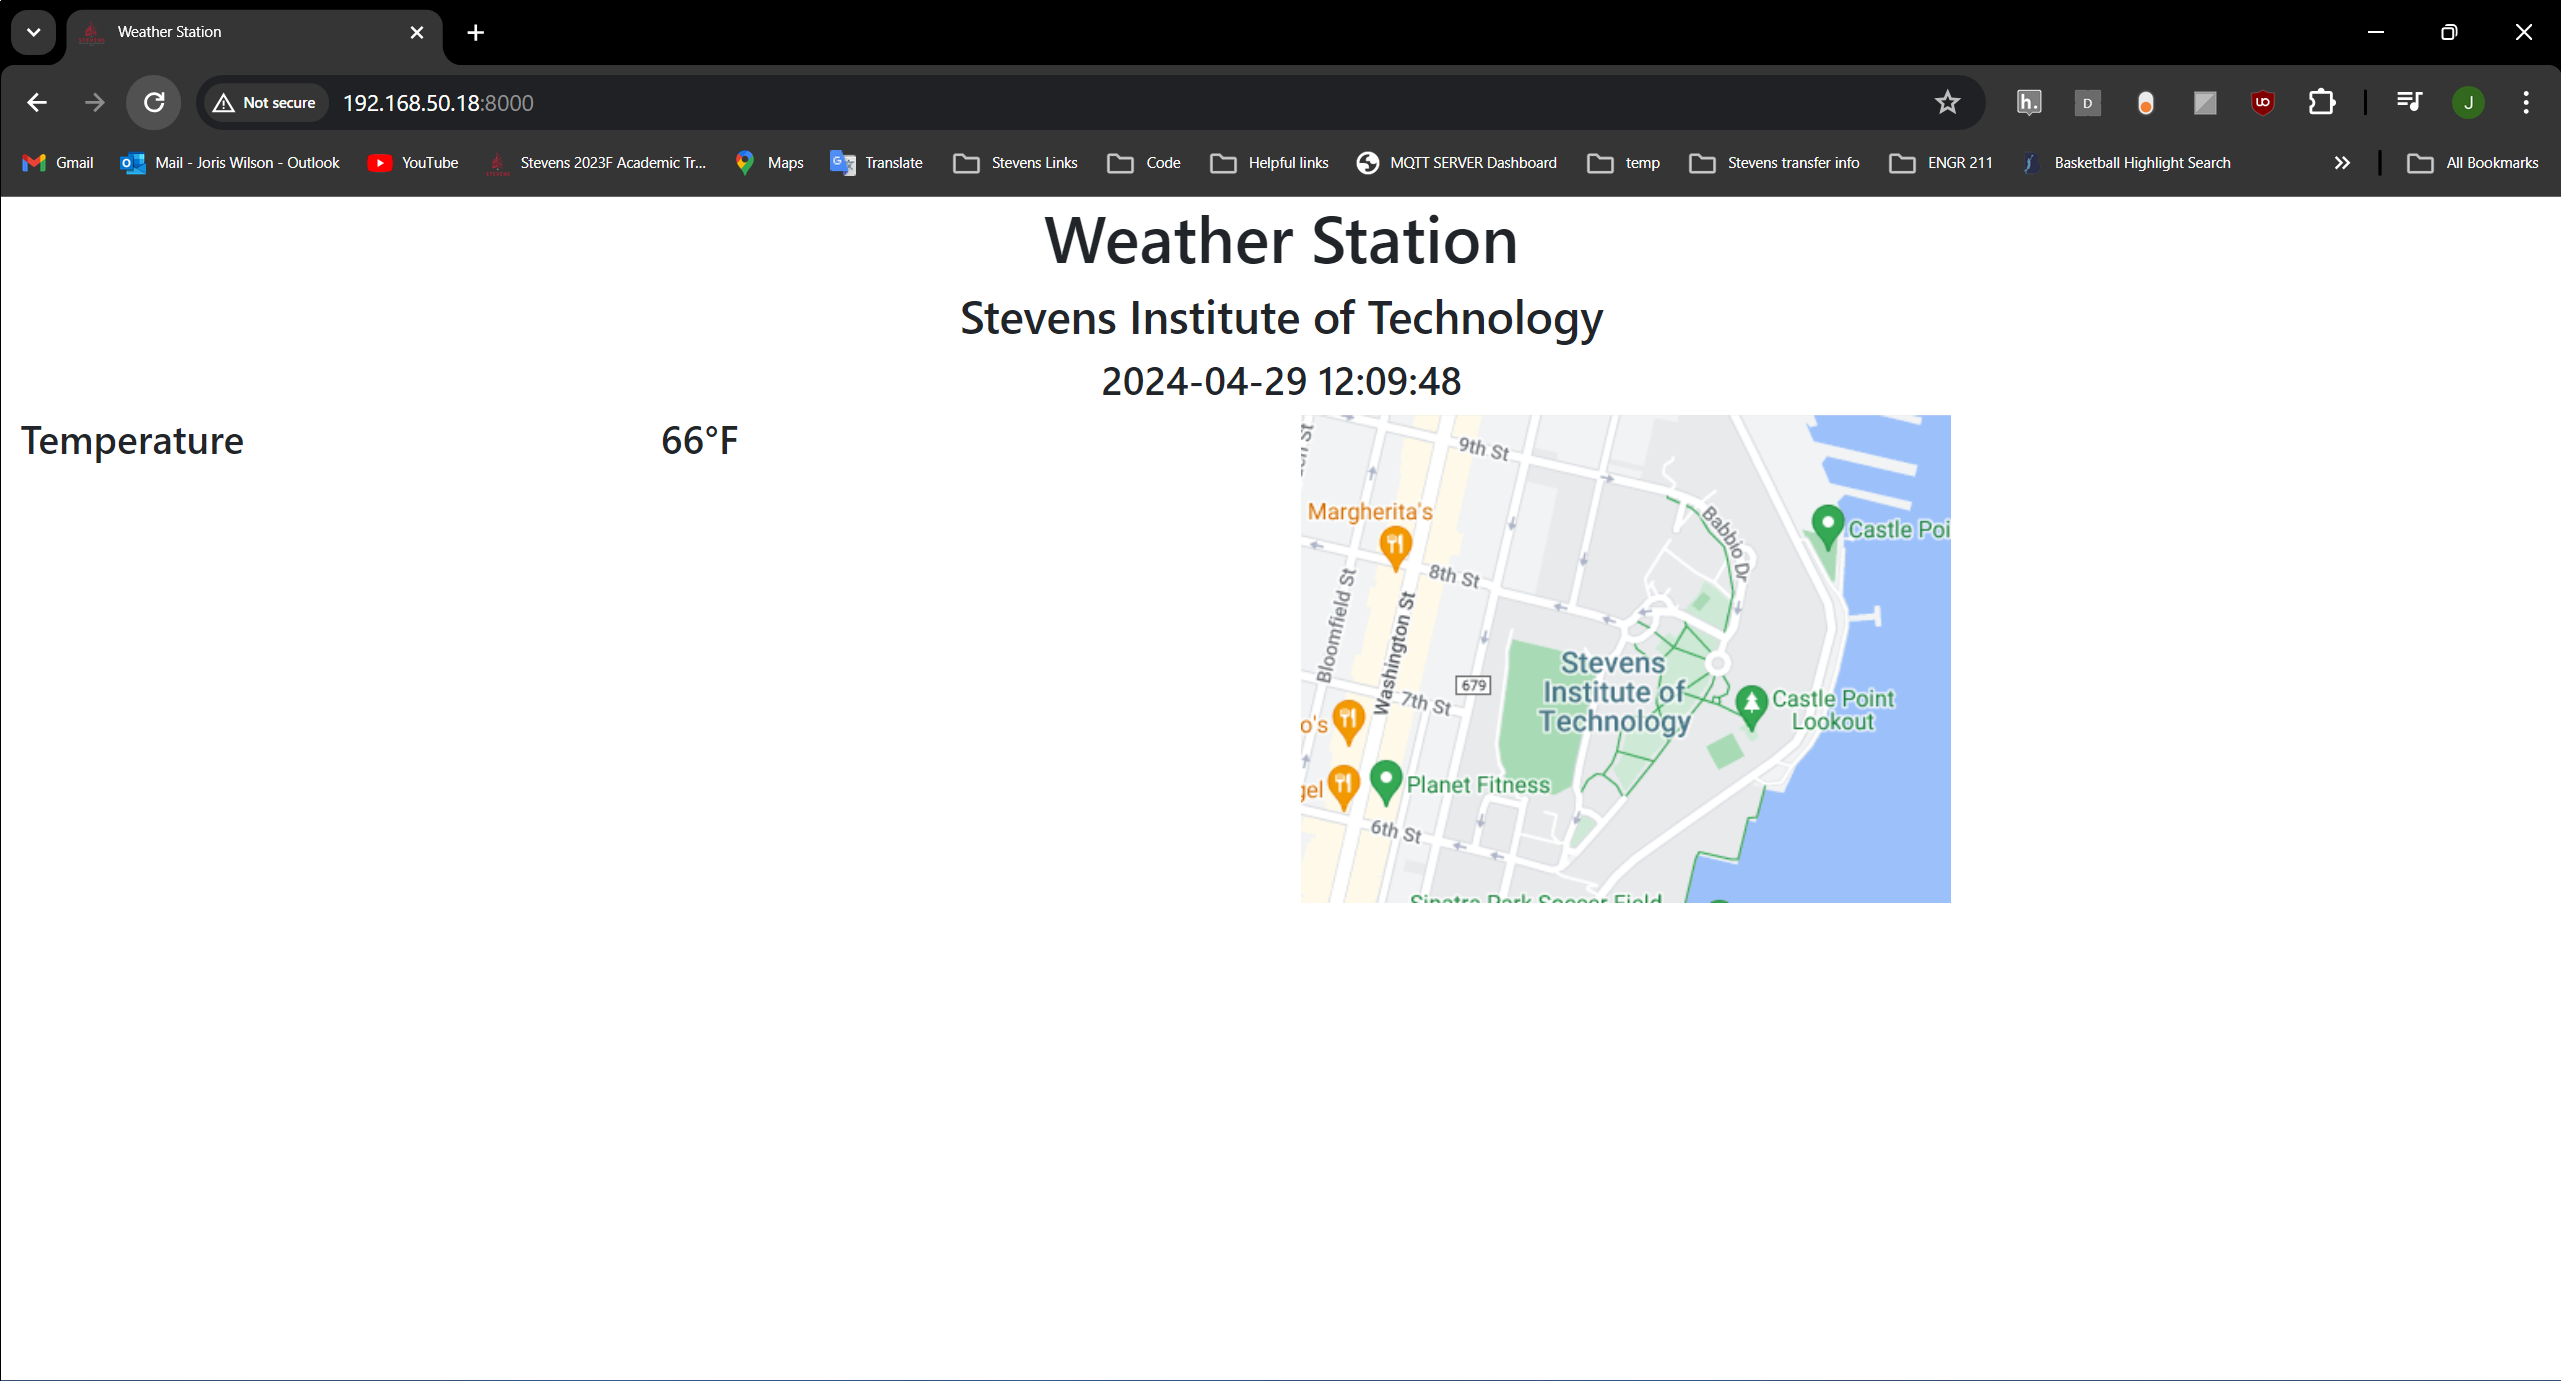 Weather Station
Not secure
192.168.50.18:8000
h.
D
UO
J
Gmail
Mail - Joris Wilson - Outlook
YouTube
Stevens 2023F Academic Tr...
Maps
Translate
Stevens Links
Code
Helpful links
MQTT SERVER Dashboard
temp
Stevens transfer info
ENGR 211
Basketball Highlight Search
All Bookmarks
Weather Station
Stevens Institute of Technology
2024-04-29 12:09:48
Temperature 66°F
9th St
Margherita's
Babbio Dr
Castle Poi
8th St
Bloomfield St
Washington St
Stevens
Institute of
Technology
679
7th St
Castle Point
Lookout
o's
gel
Planet Fitness
6th St
Sinatra Park Soccer Field